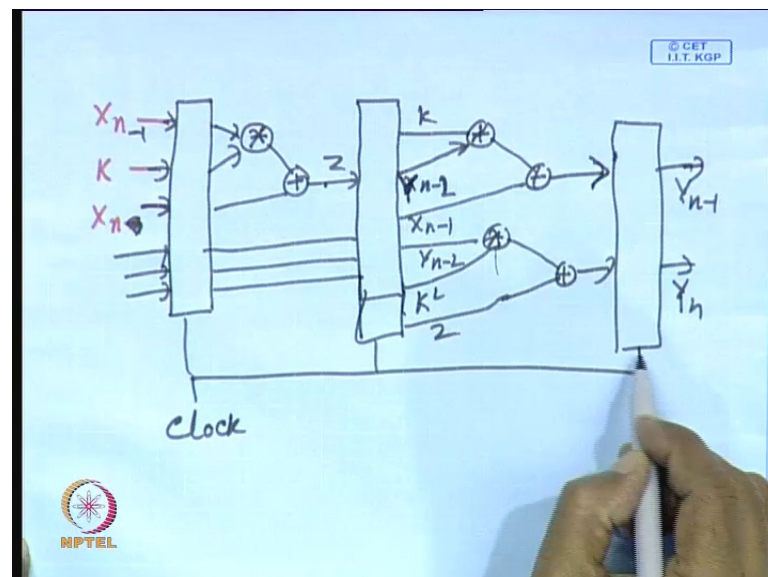 © CET
I.I.T. KGP
Xn-1
K
Xn
*
+
Z
K
Xn-2
Xn-1
Yn-2
K²
Z
*
+
*
+
Yn-1
Yn
Clock
NPTEL